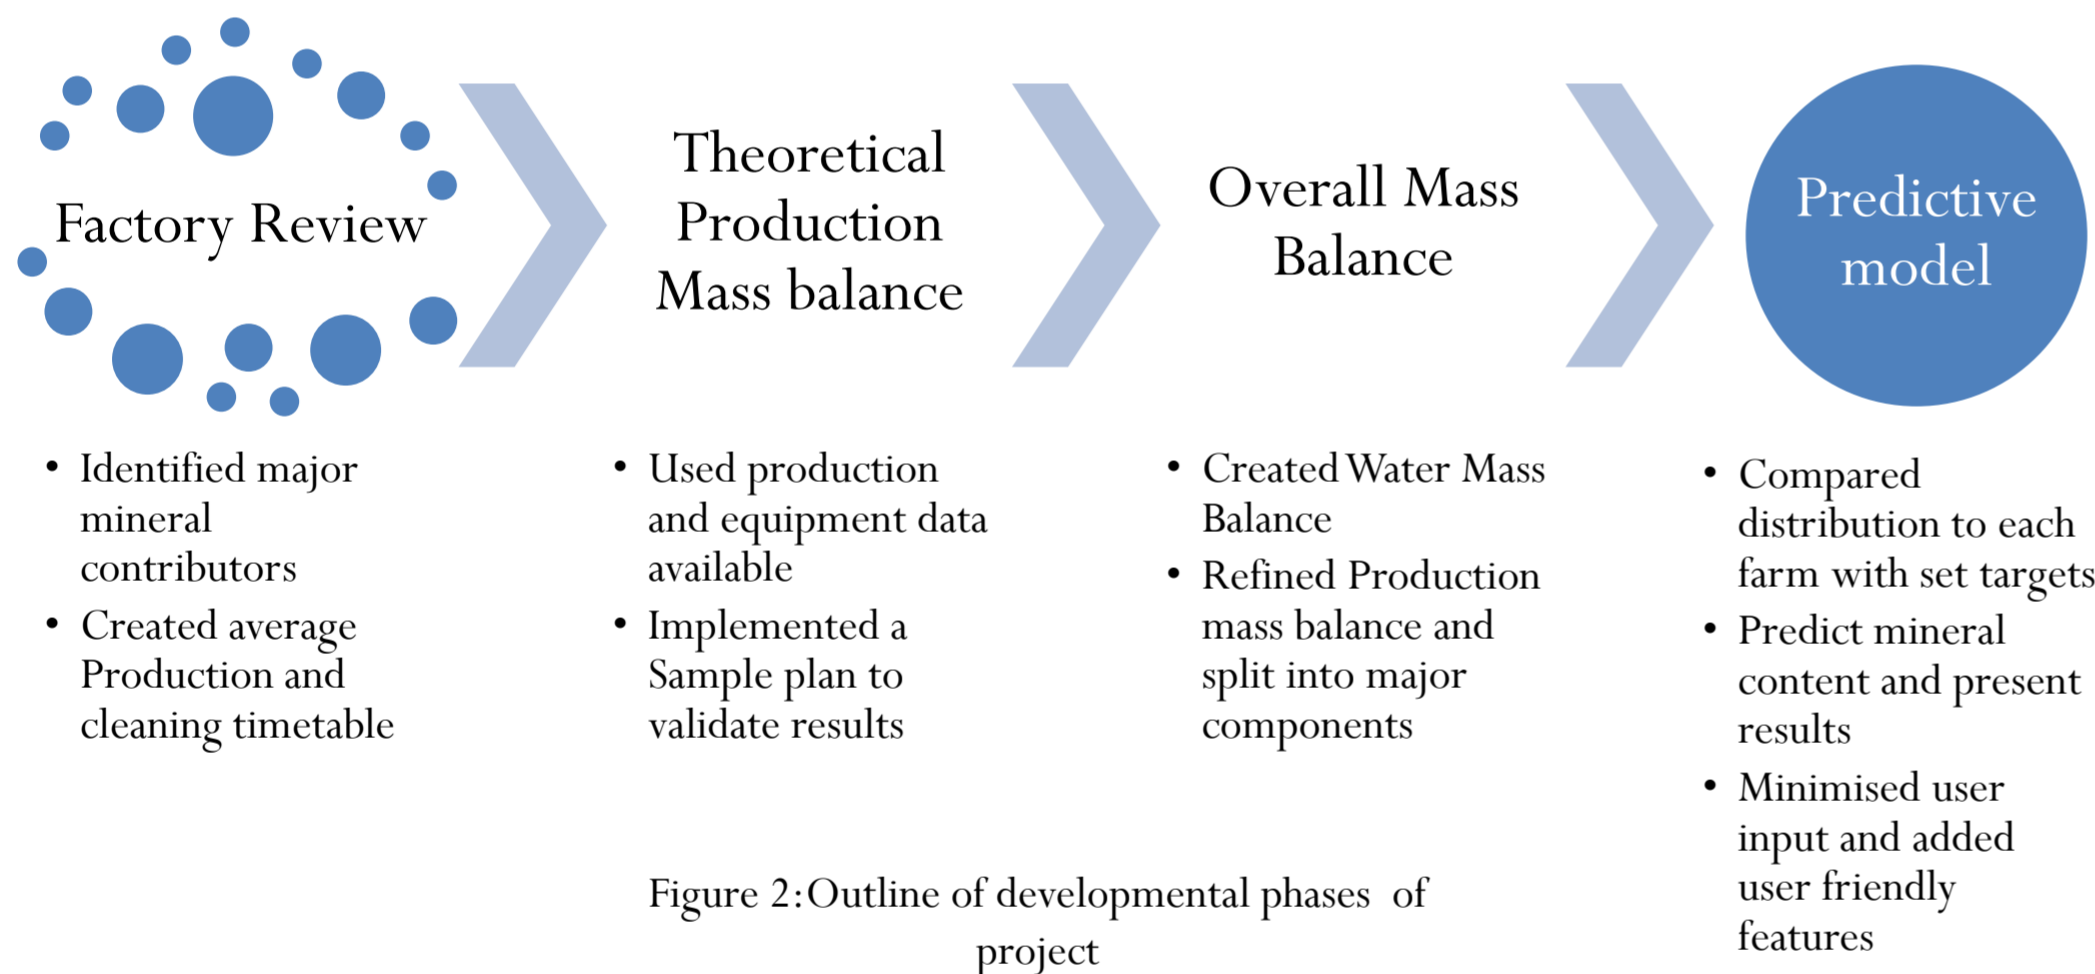 Factory Review
Theoretical
Production
Mass balance
Overall Mass
Balance
Predictive
model
• Identified major
mineral
contributors
• Created average
Production and
cleaning timetable
• Used production
and equipment data
available
• Implemented a
Sample plan to
validate results
• Created Water Mass
Balance
• Refined Production
mass balance and
split into major
components
• Compared
distribution to each
farm with set targets
• Predict mineral
content and present
results
• Minimised user
input and added
user friendly
features
Figure 2:Outline of developmental phases of
project